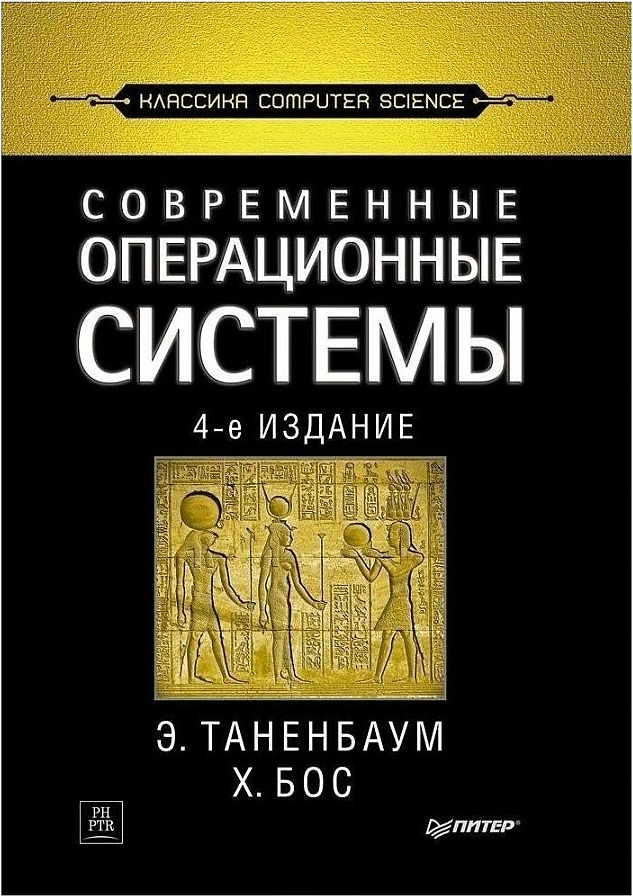 КЛАССИКА COMPUTER SCIENCE
СОВРЕМЕННЫЕ
ОПЕРАЦИОННЫЕ
СИСТЕМЫ
4-е ИЗДАНИЕ
Э. ТАНЕНБАУМ
Х. БОС
PH
PTR
ПИТЕР®